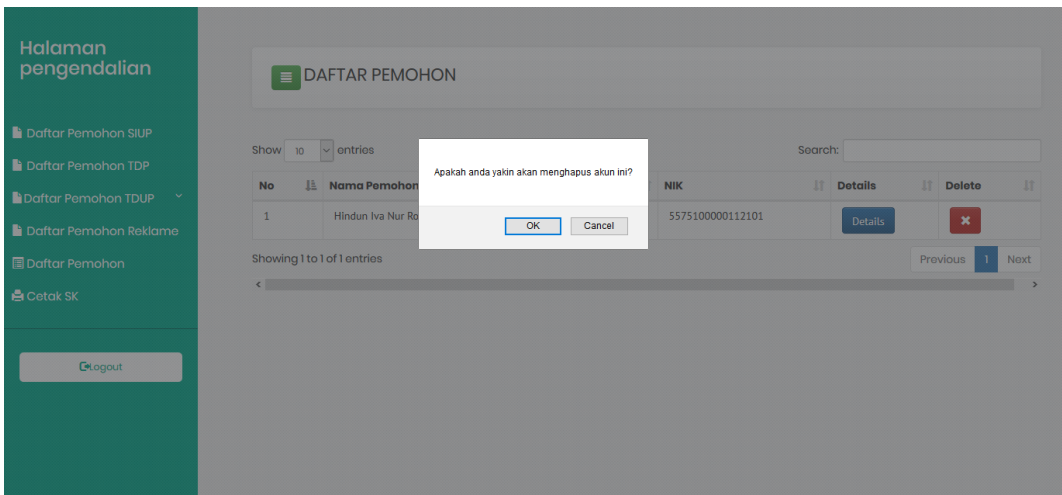 Halaman
pengendalian
Daftar Pemohon SIUP
Daftar Pemohon TDP
Daftar Pemohon TDUP
Daftar Pemohon Reklame
Daftar Pemohon
Cetak SK
Logout
DAFTAR PEMOHON
Show 10 entries Search:
No Nama Pemohon NIK Details Delete
1 Hindun Iva Nur 5575100000112101 Details
Showing 1 to 1 of 1 entries Previous 1 Next
Apakah anda yakin akan menghapus akun ini?
OK Cancel